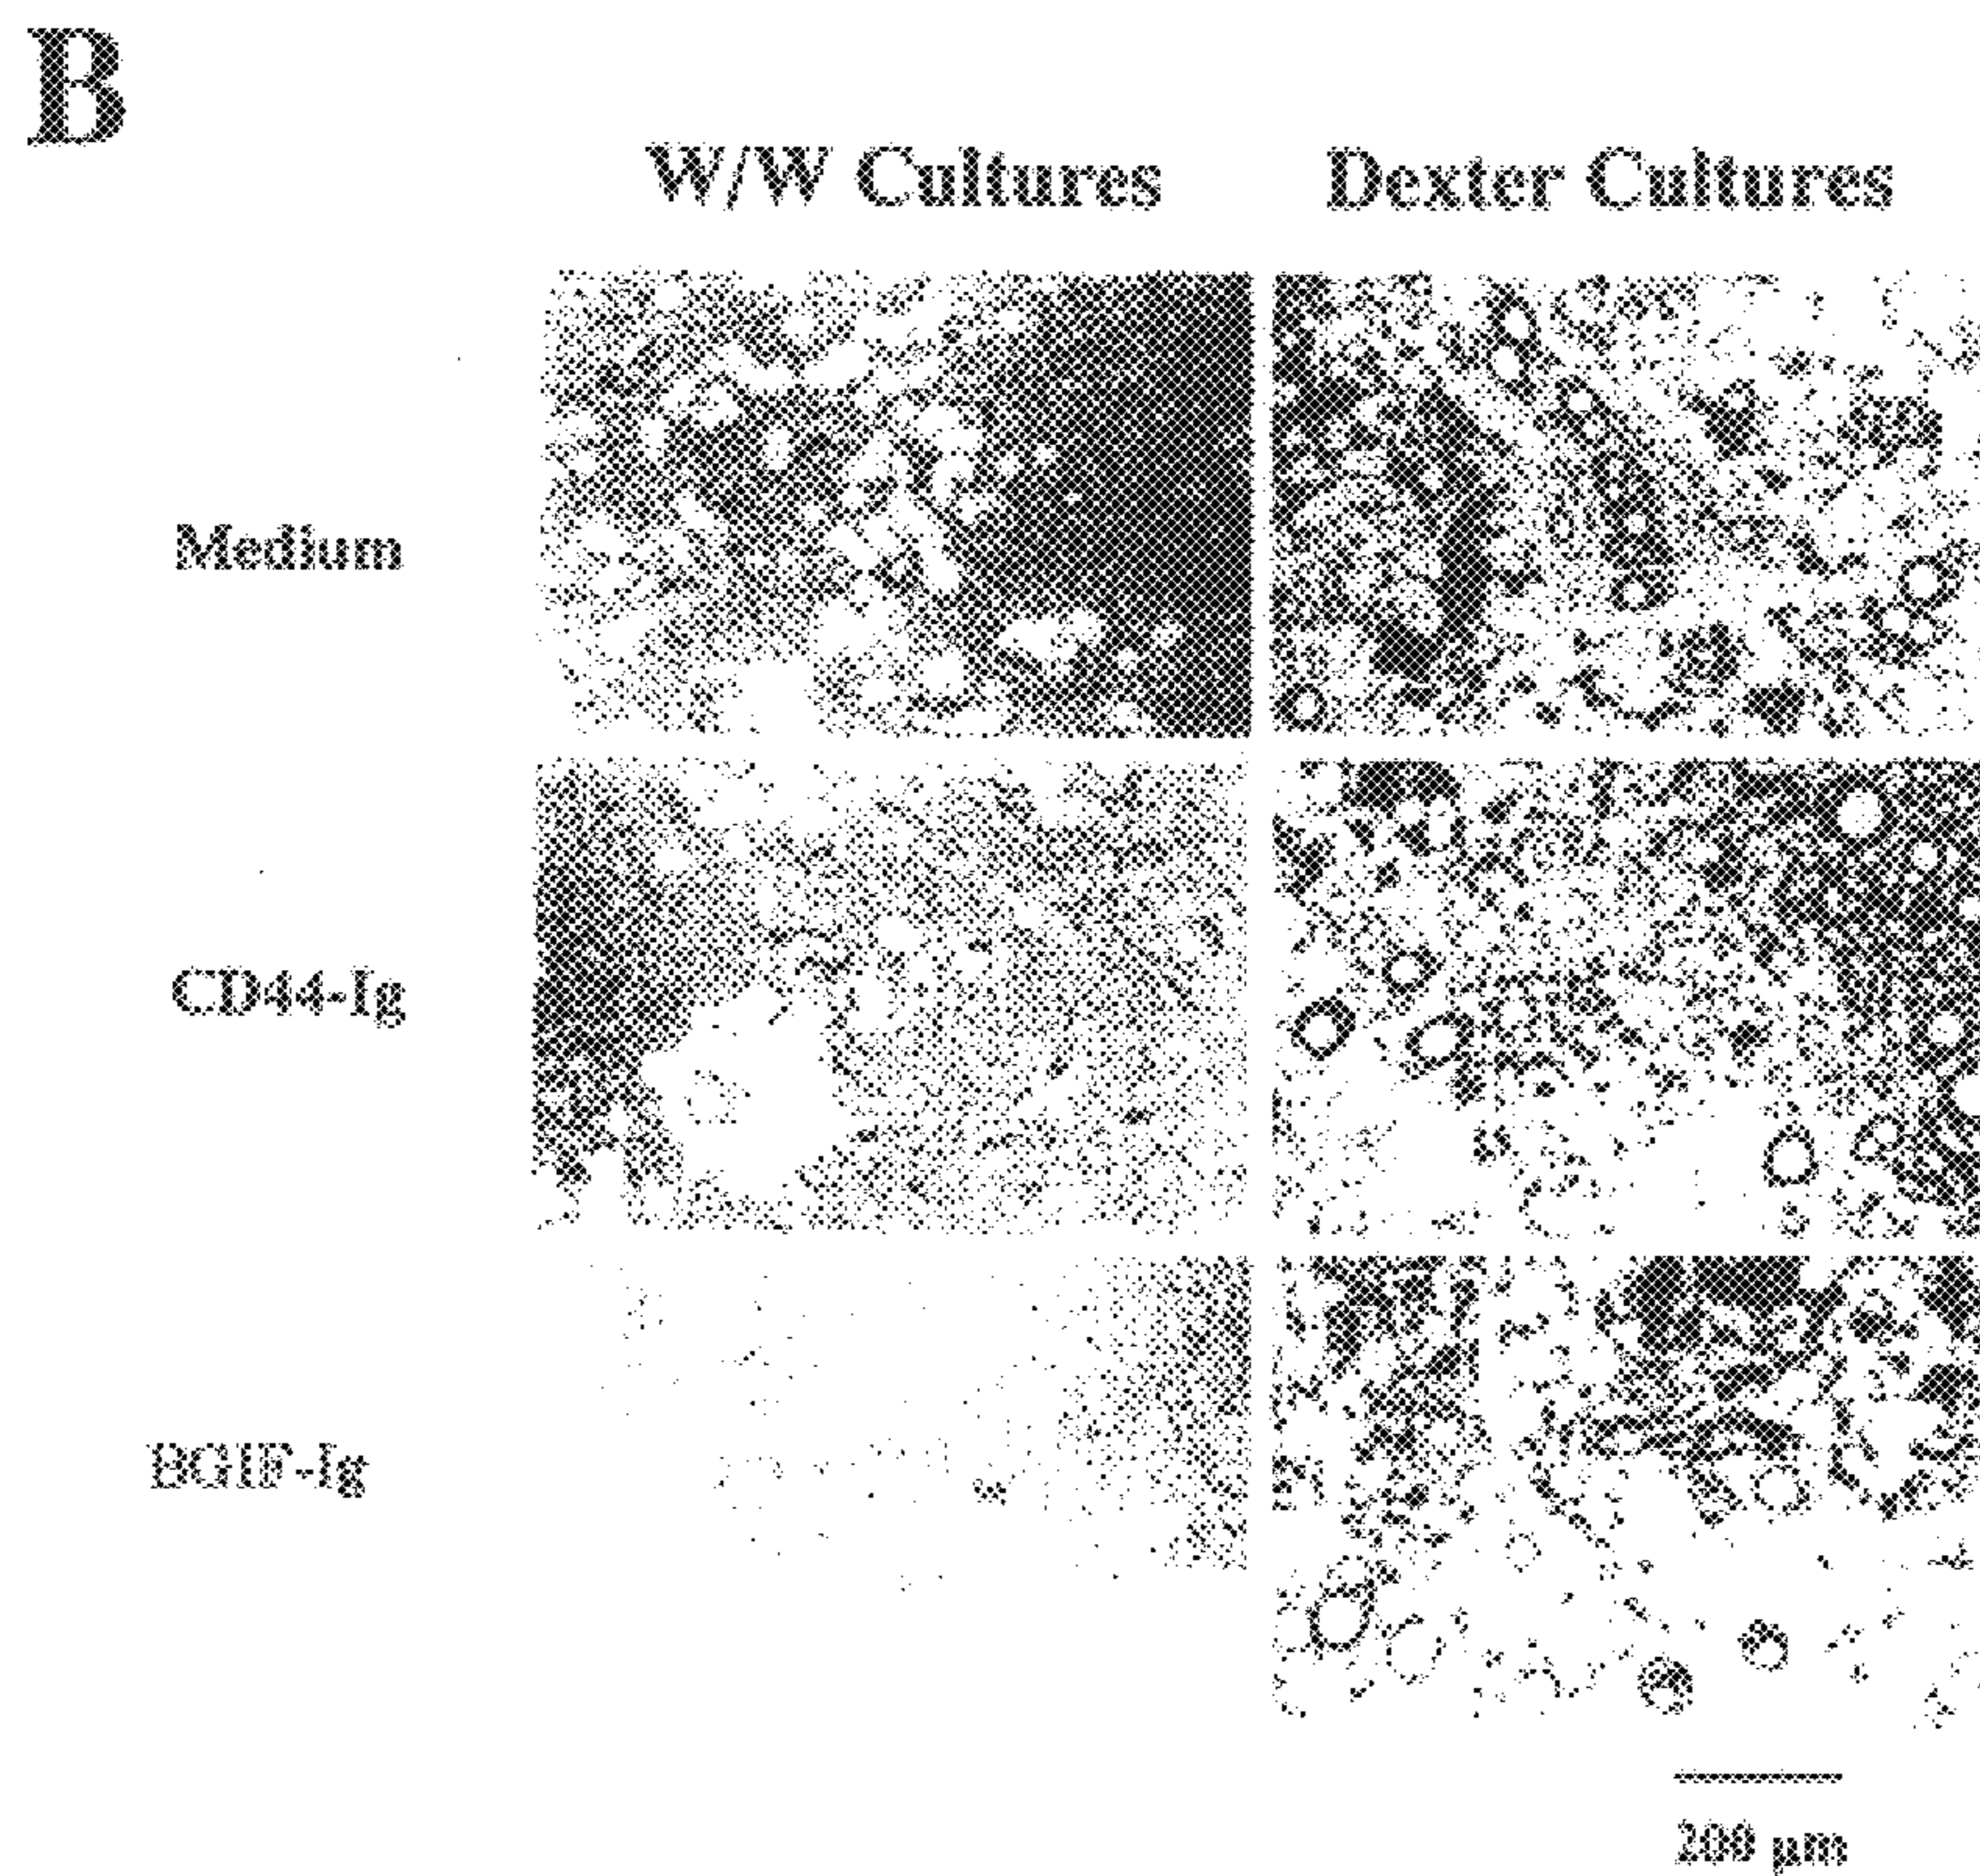 B
W/W Cultures Dexter Cultures
Medium
CD44-Ig
BGIF-Ig
200 µm